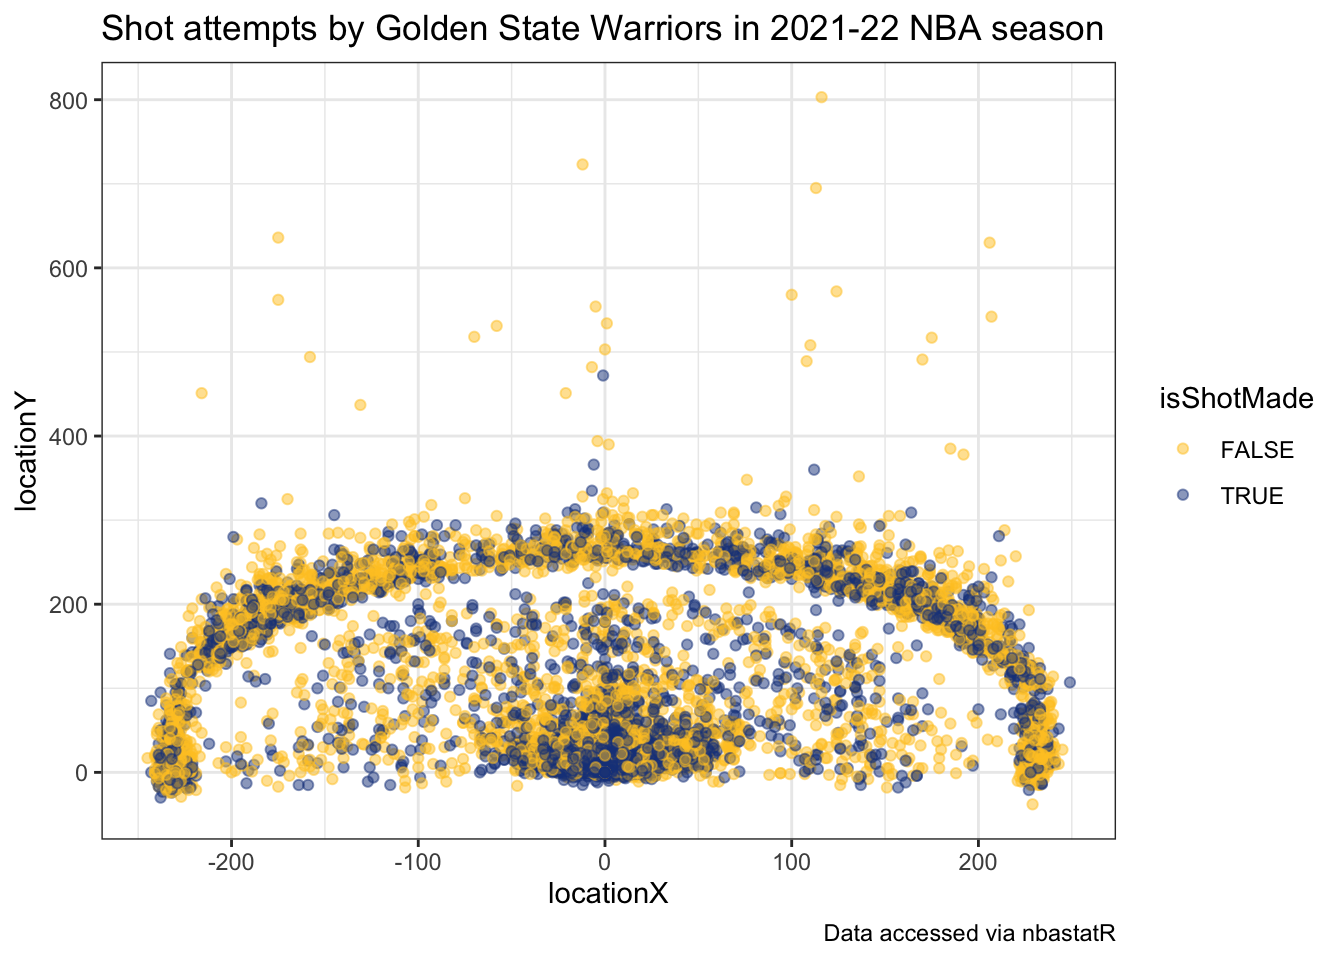 Shot attempts by Golden State Warriors in 2021-22 NBA season
800
600
400
200
0
locationY
-200
-100
0
100
200
locationX
isShotMade
FALSE
TRUE
Data accessed via nbastatR